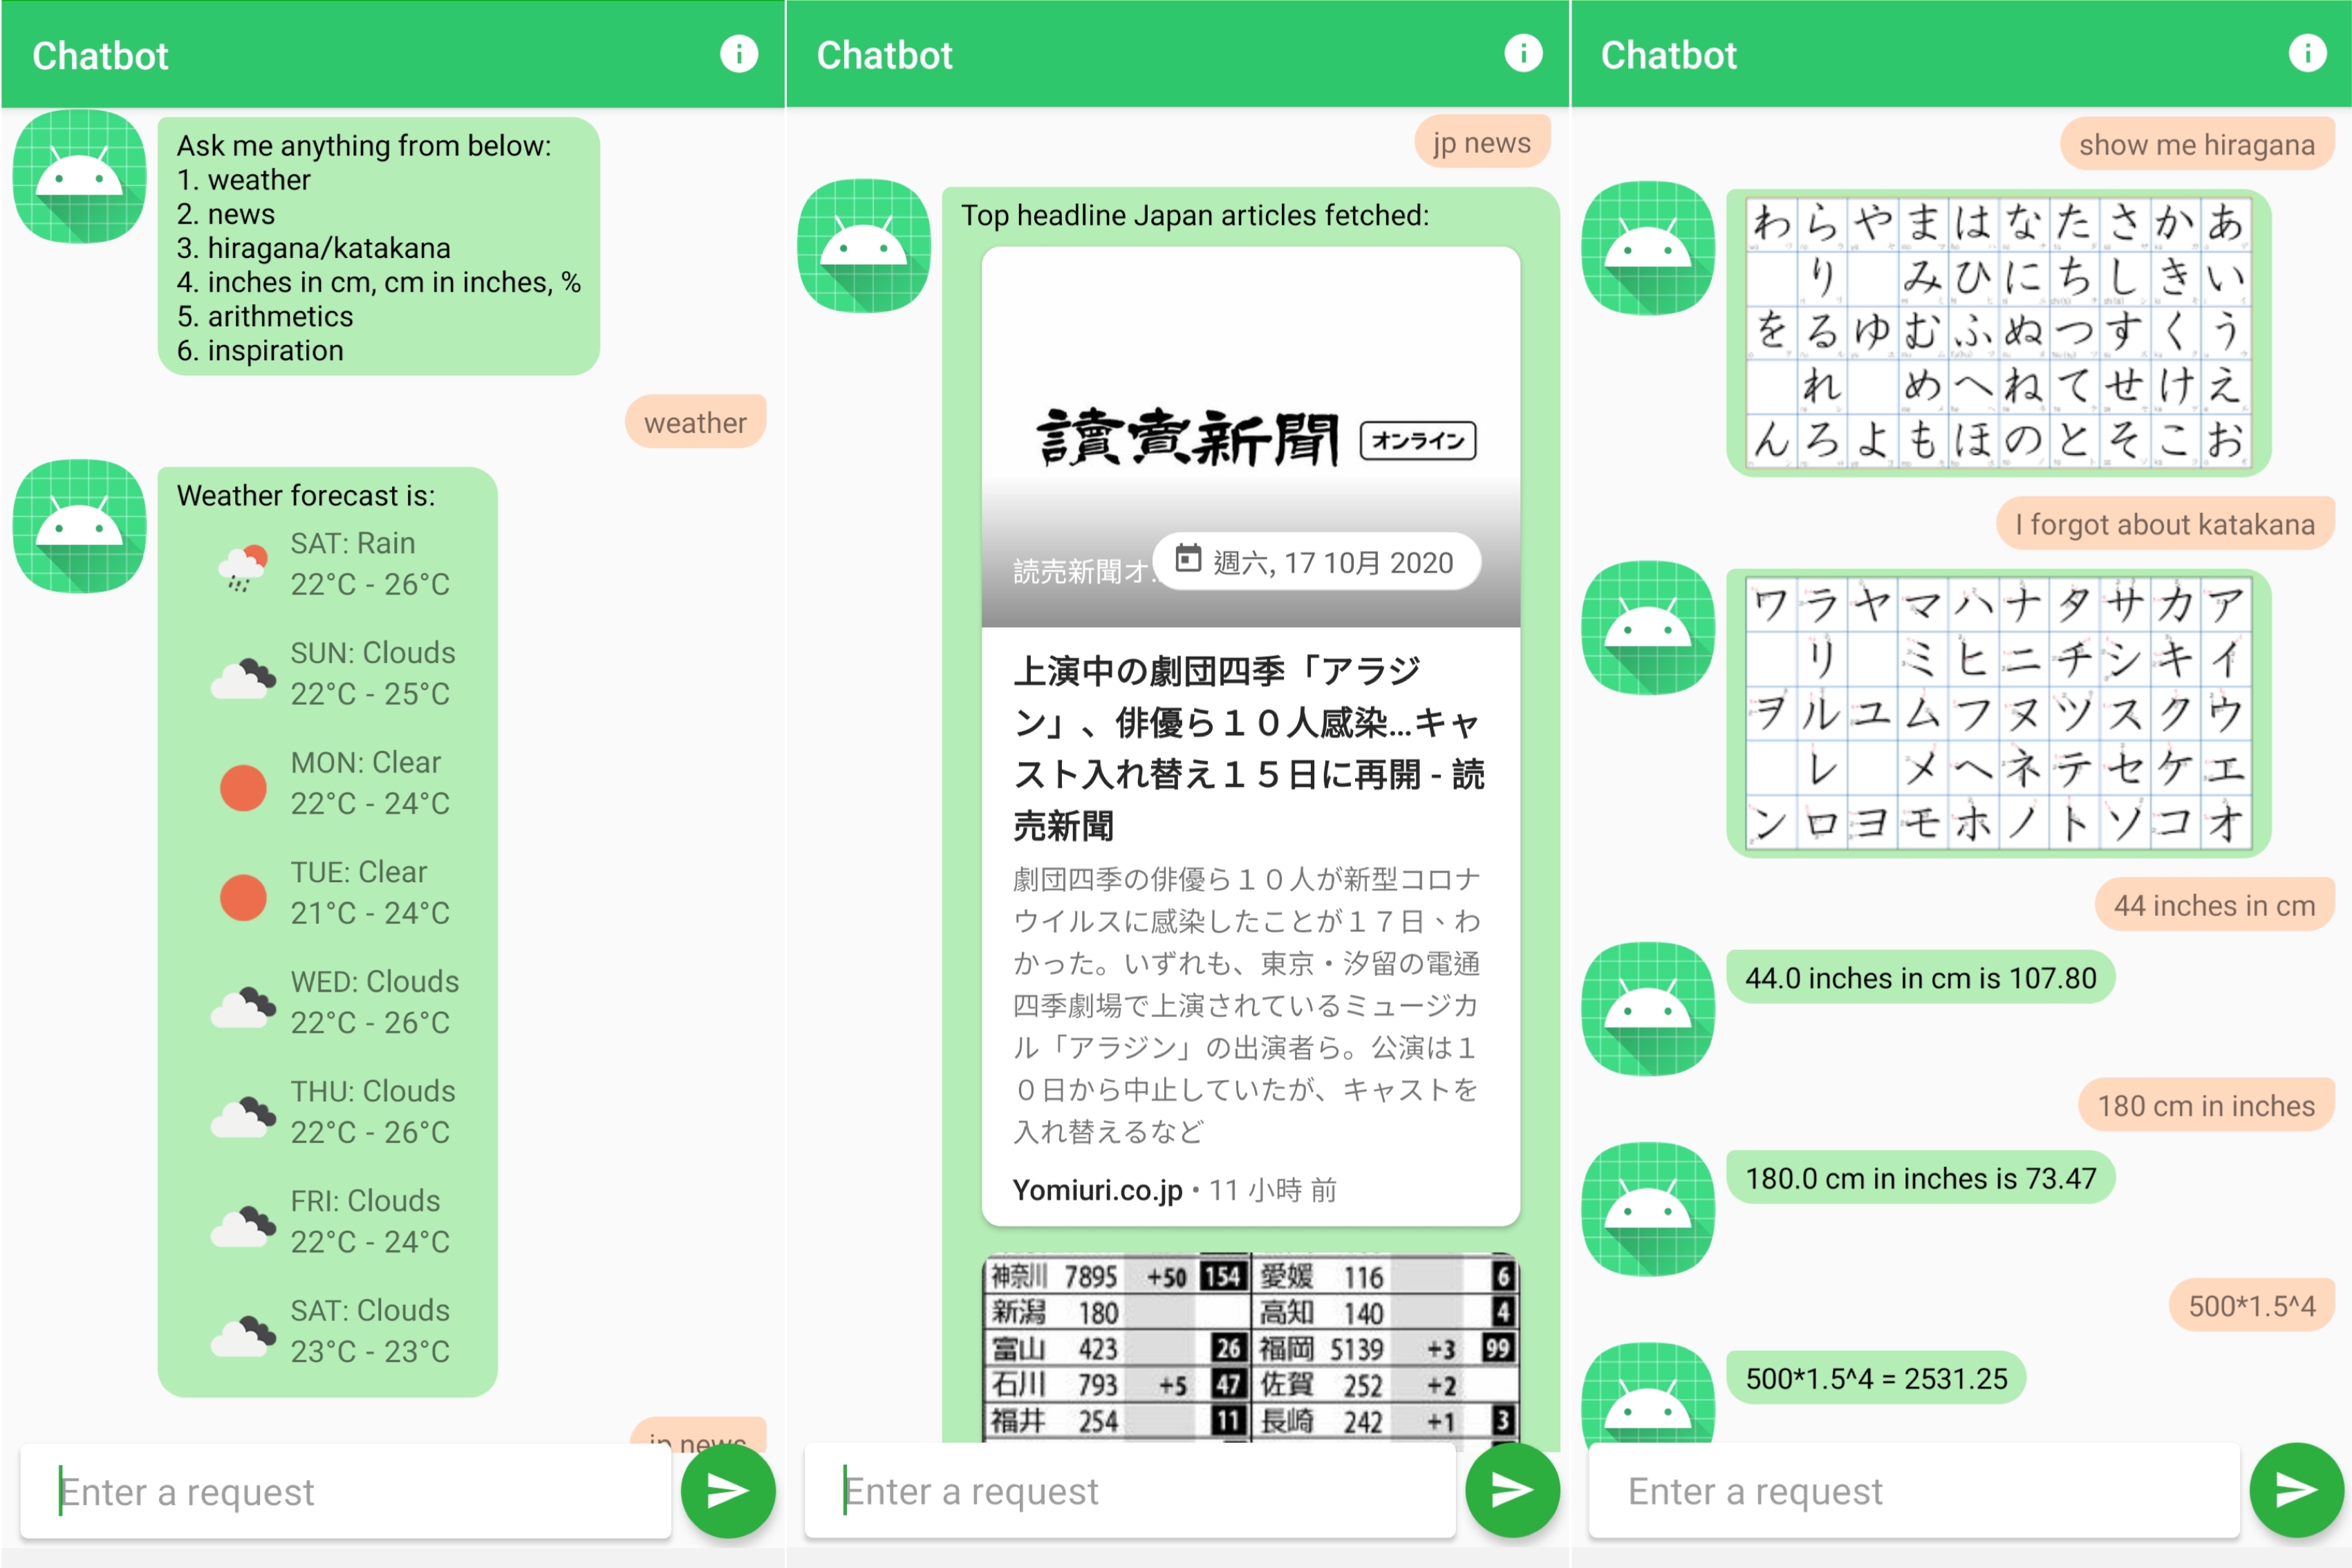 Chatbot
Ask me anything from below:
1. weather
2. news
3. hiragana/katakana
4. inches in cm, cm in inches, %
5. arithmetics
6. inspiration
weather
Weather forecast is:
SAT: Rain
22°C - 26°C
SUN: Clouds
22°C - 25°C
MON: Clear
22°C - 24°C
TUE: Clear
21°C - 24°C
WED: Clouds
22°C - 26°C
THU: Clouds
22°C - 26°C
FRI: Clouds
22°C - 24°C
SAT: Clouds
23°C - 23°C
jp news
Enter a request
Chatbot
jp news
Top headline Japan articles fetched:
讀賣新聞 オンライン
読売新聞オ...
週六, 17 10月 2020
上演中の劇団四季「アラジ
ン」、俳優ら１０人感染...キャ
スト入れ替え１５日に再開 - 読
売新聞
劇団四季の俳優ら１０人が新型コロナ
ウイルスに感染したことが１７日、わ
かった。いずれも、東京・汐留の電通
四季劇場で上演されているミュージカ
ル「アラジン」の出演者ら。公演は１
０日から中止していたが、キャストを
入れ替えるなど
Yomiuri.co.jp • 11 小時 前
神奈川 7895 +50 154 愛媛 116 6
新潟 180 高知 140 4
富山 423 26 福岡 5139 +3 99
石川 793 +5 47 佐賀 252 +2
福井 254 11 長崎 242 +1 3
Enter a request
Chatbot
show me hiragana
わ ら や ま は な た さ か あ
り み ひ に ち し き い
を る ゆ む ふ ぬ つ す く う
れ め へ ね て せ け え
ん ろ よ も ほ の と そ こ お
I forgot about katakana
ワ ラ ヤ マ ハ ナ タ サ カ ア
リ ミ ヒ ニ チ シ キ イ
ヲ ル ユ ム フ ヌ ツ ス ク ウ
レ メ ヘ ネ テ セ ケ エ
ン ロ ヨ モ ホ ノ ト ソ コ オ
44 inches in cm
44.0 inches in cm is 107.80
180 cm in inches
180.0 cm in inches is 73.47
500*1.5^4
500*1.5^4 = 2531.25
Enter a request